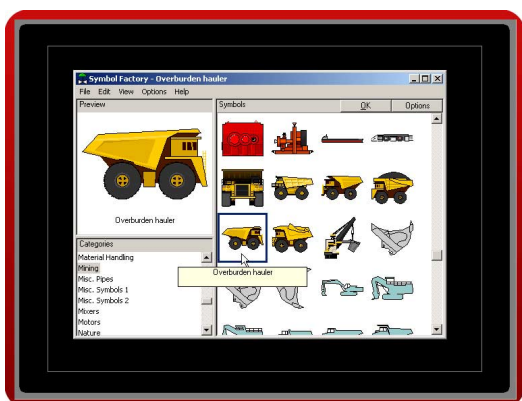 Symbol Factory - Overburden hauler
File Edit View Options Help
Preview
Symbols
OK
Options
Overburden hauler
Categories
Material Handling
Mining
Misc. Pipes
Misc. Symbols 1
Misc. Symbols 2
Mixers
Motors
Nature
Overburden hauler